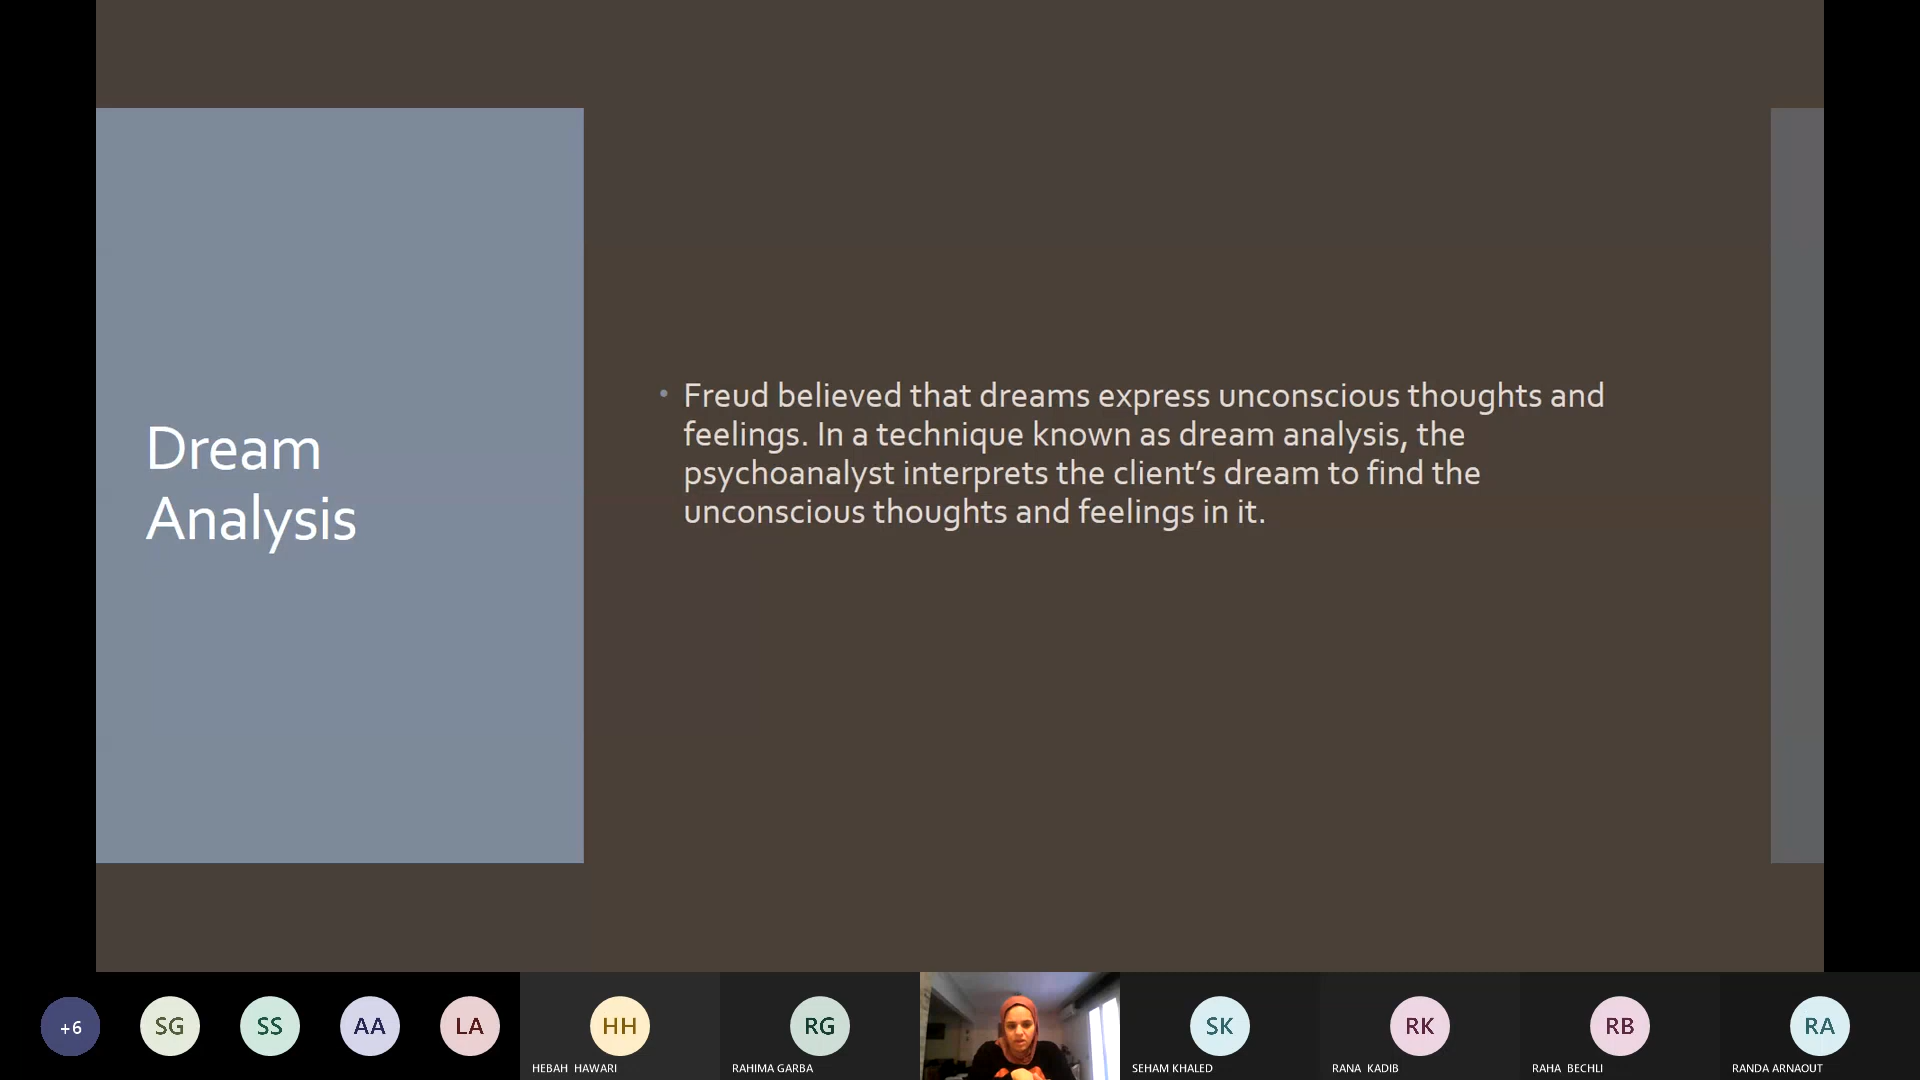 Dream
Analysis
• Freud believed that dreams express unconscious thoughts and
feelings. In a technique known as dream analysis, the
psychoanalyst interprets the client’s dream to find the
unconscious thoughts and feelings in it.
+6
SG
SS
AA
LA
HH
HEBAH HAWARI
RG
RAHIMA GARBA
SK
SEHAM KHALED
RK
RANA KADIB
RB
RAHA BECHLI
RA
RANDA ARNAOUT